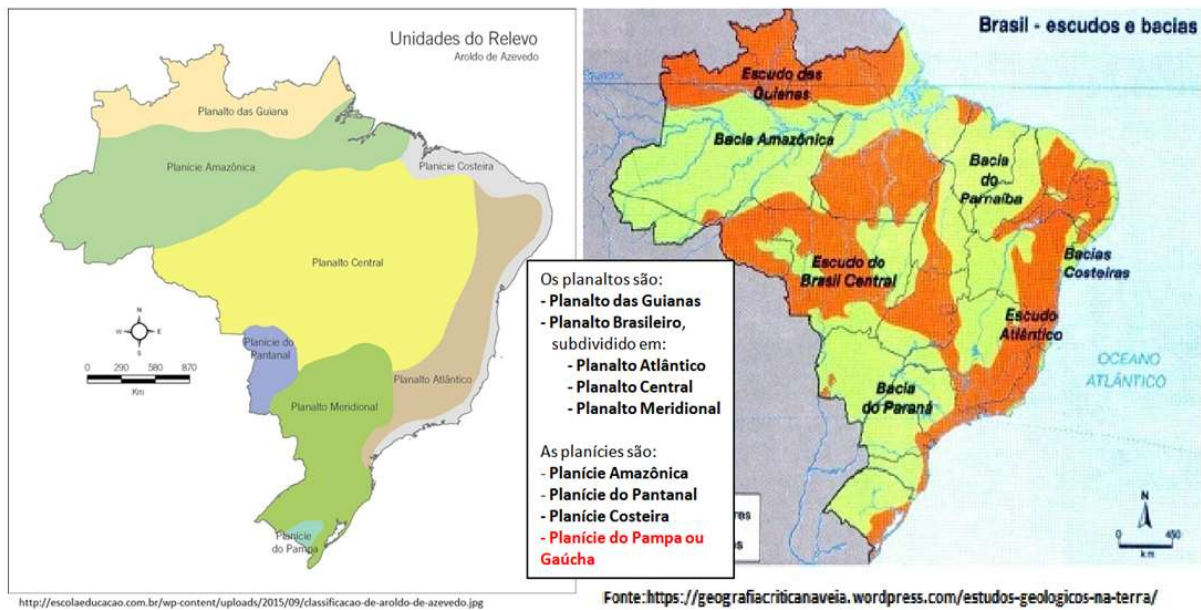 Unidades do Relevo
Aroldo de Azevedo
Planalto das Guiana
Planície Amazônica
Planície Costeira
Planalto Central
Planície do
Pantanal
Planalto Atlântico
Planalto Meridional
Planície
do Pampa
N
W
E
S
0 290 580 870
Km
http://escolaeducacao.com.br/wp-content/uploads/2015/09/classificacao-de-aroldo-de-azevedo.jpg
Os planaltos são:
- Planalto das Guianas
- Planalto Brasileiro,
subdividido em:
- Planalto Atlântico
- Planalto Central
- Planalto Meridional
As planícies são:
- Planície Amazônica
- Planície do Pantanal
- Planície Costeira
- Planície do Pampa ou
Gaúcha
Brasil - escudos e bacias
Equador
Escudo das
Guianas
Bacia Amazônica
Bacia
do
Parnaíba
Escudo do
Brasil Central
Bacias
Costeiras
Escudo
Atlântico
OCEANO
ATLÂNTICO
Bacia
do Paraná
N
0 450
km
Fonte:https://geografiacriticanaveia.wordpress.com/estudos-geologicos-na-terra/